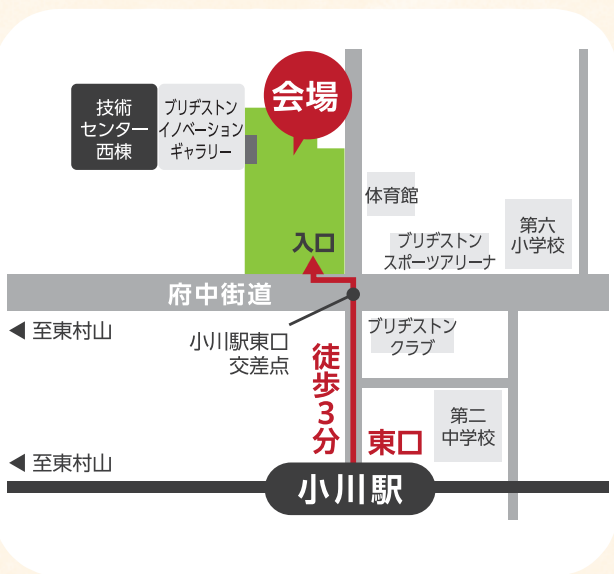 会場
技術
センター
西棟
ブリヂストン
イノベーション
ギャラリー
体育館
第六
小学校
ブリヂストン
スポーツアリーナ
入口
府中街道
至東村山
小川駅東口
交差点
ブリヂストン
クラブ
徒歩3分
第二
中学校
東口
至東村山
小川駅